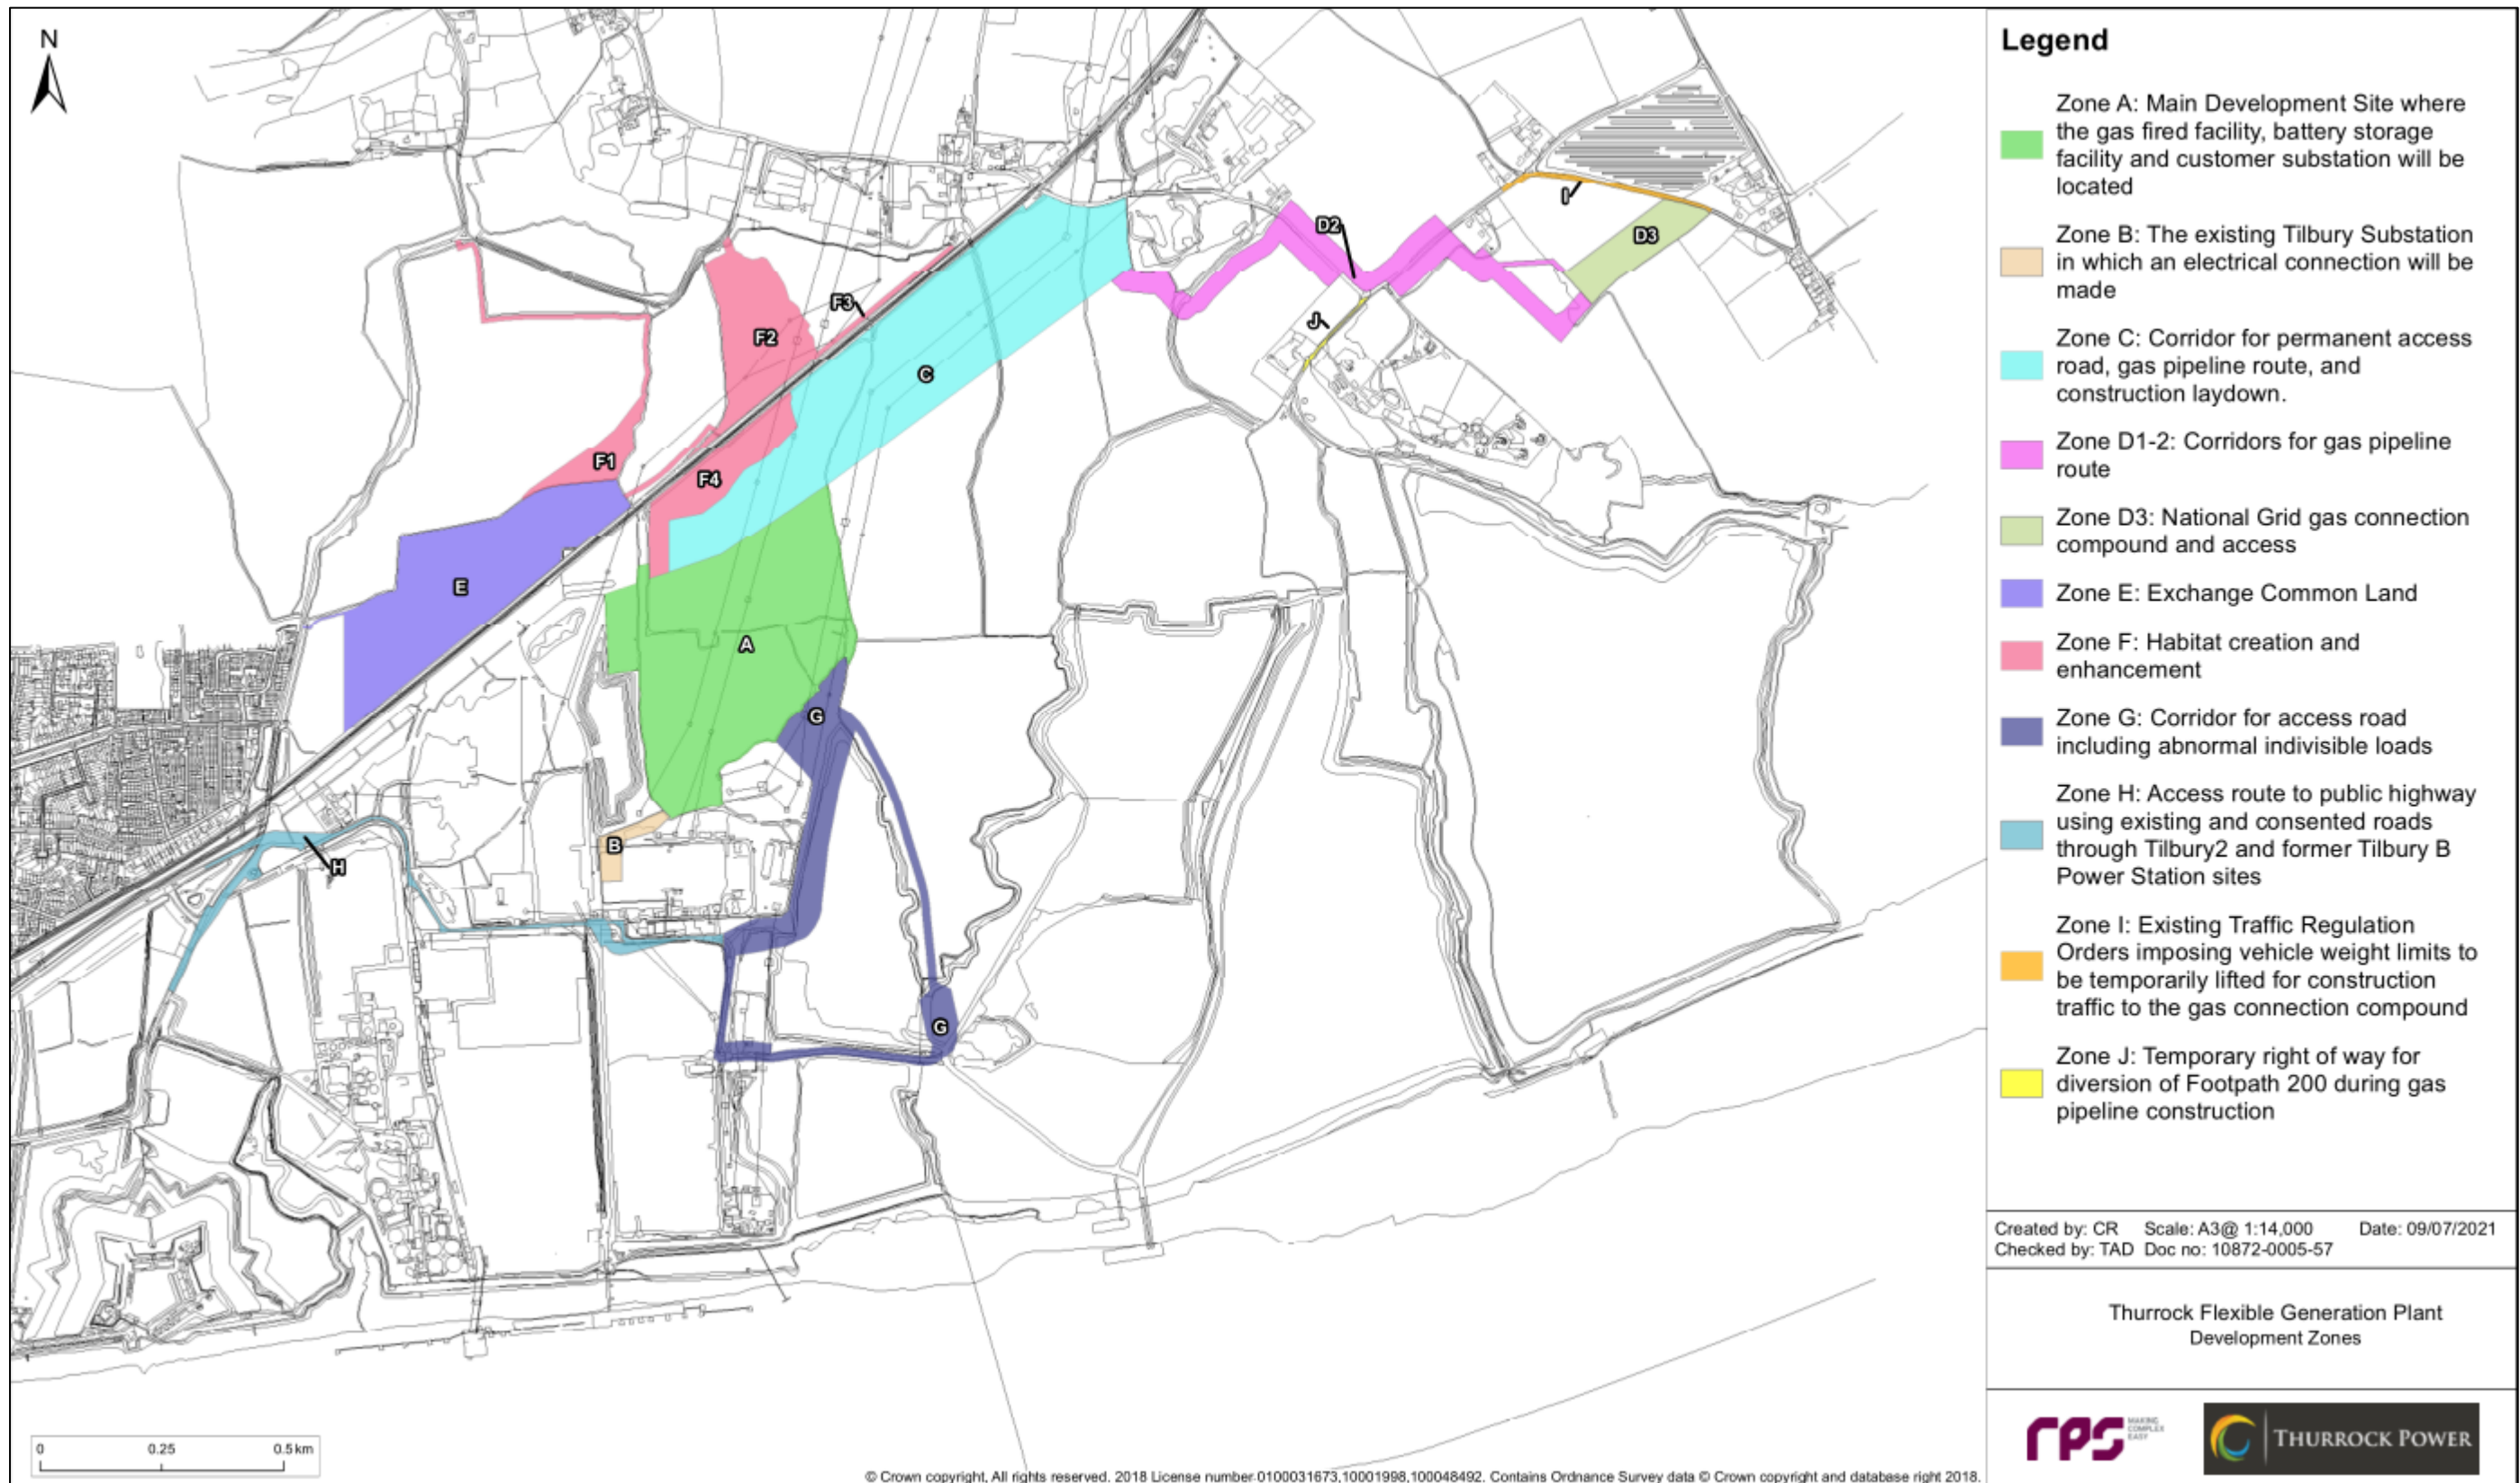 N
D2
I
D3
F3
J
F2
C
F1
F4
E
A
G
B
H
G
0 0.25 0.5 km
© Crown copyright, All rights reserved. 2018 License number 0100031673,10001998,100048492. Contains Ordnance Survey data © Crown copyright and database right 2018.
Legend
Zone A: Main Development Site where
the gas fired facility, battery storage
facility and customer substation will be
located
Zone B: The existing Tilbury Substation
in which an electrical connection will be
made
Zone C: Corridor for permanent access
road, gas pipeline route, and
construction laydown.
Zone D1-2: Corridors for gas pipeline
route
Zone D3: National Grid gas connection
compound and access
Zone E: Exchange Common Land
Zone F: Habitat creation and
enhancement
Zone G: Corridor for access road
including abnormal indivisible loads
Zone H: Access route to public highway
using existing and consented roads
through Tilbury2 and former Tilbury B
Power Station sites
Zone I: Existing Traffic Regulation
Orders imposing vehicle weight limits to
be temporarily lifted for construction
traffic to the gas connection compound
Zone J: Temporary right of way for
diversion of Footpath 200 during gas
pipeline construction
Created by: CR Scale: A3@ 1:14,000 Date: 09/07/2021
Checked by: TAD Doc no: 10872-0005-57
Thurrock Flexible Generation Plant
Development Zones
rps
MAKING
COMPLEX
EASY
THURROCK POWER